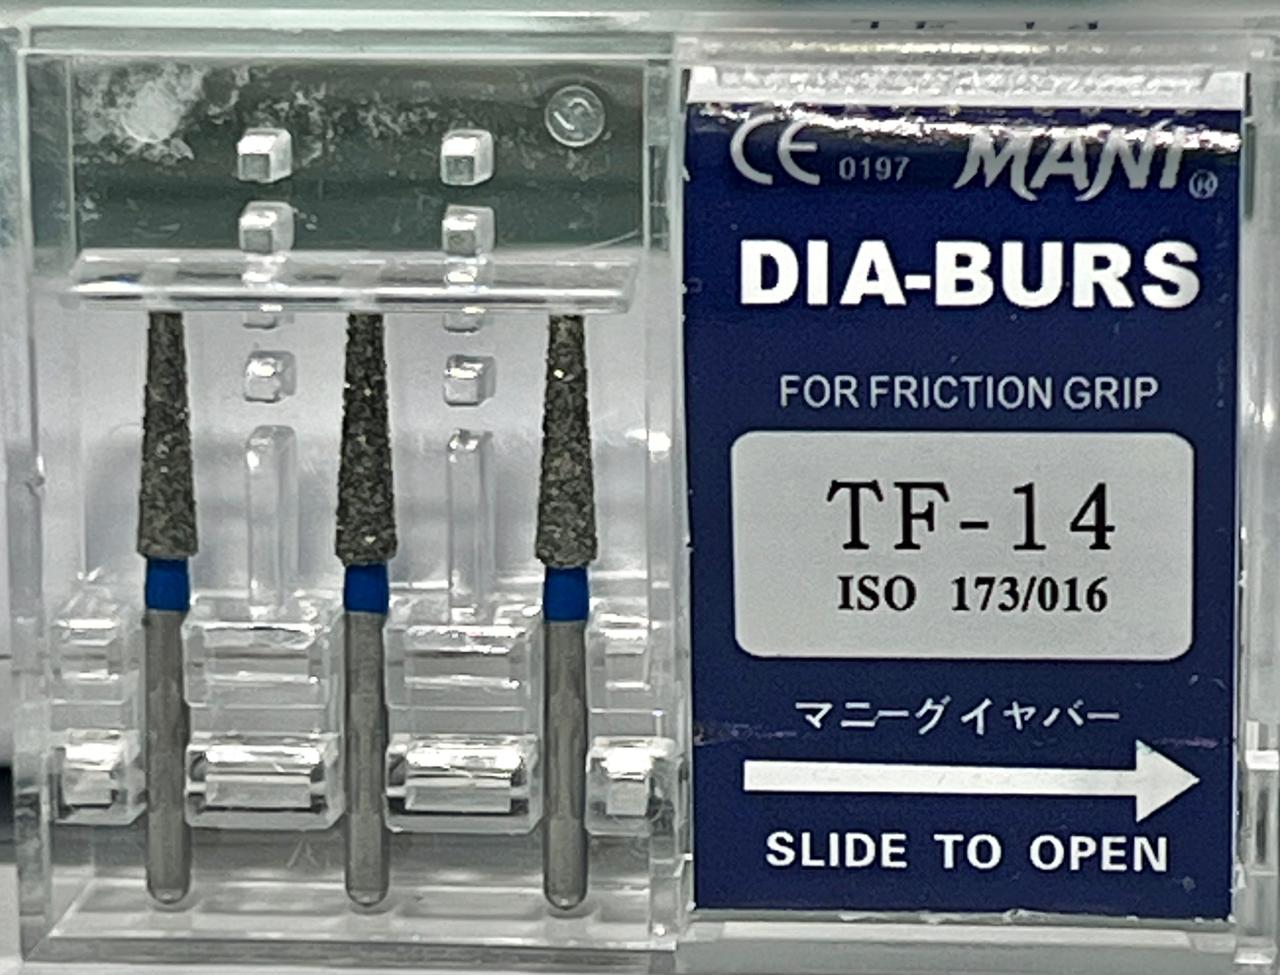 CE 0197 MANI®
DIA-BURS
FOR FRICTION GRIP
TF-14
ISO 173/016
マニーダイヤバー
SLIDE TO OPEN